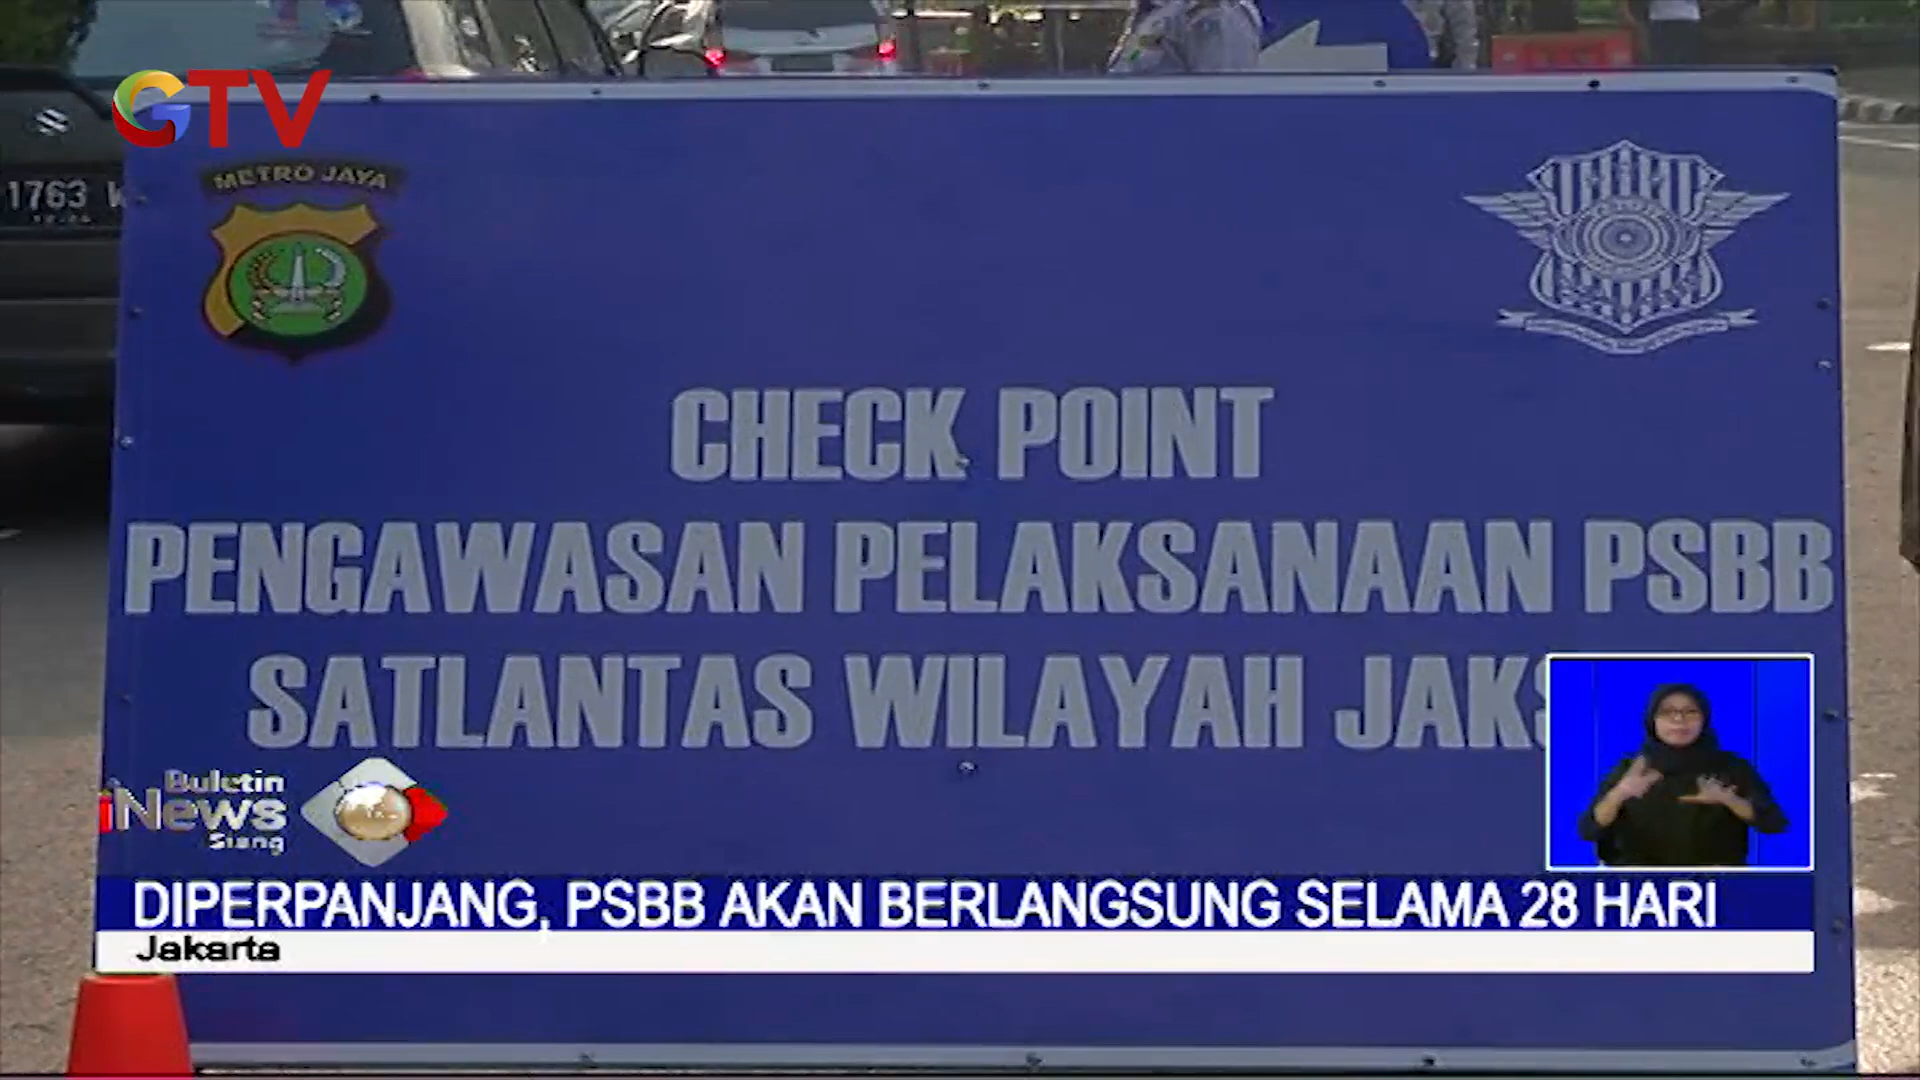 GTV
1763 W
METRO JAYA
CHECK POINT
PENGAWASAN PELAKSANAAN PSBB
SATLANTAS WILAYAH JAKS
Buletin
iNews
Siang
DIPERPANJANG, PSBB AKAN BERLANGSUNG SELAMA 28 HARI
Jakarta